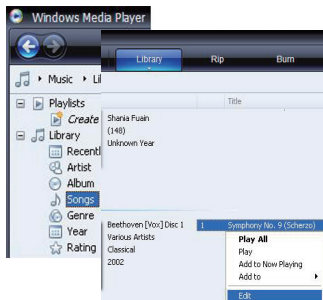 Windows Media Player
Music
Playlists
Create
Library
Artist
Album
Songs
Genre
Year
Rating
Library Rip Burn
Title
Shania Fuain
(148)
Unknown Year
Beethoven [Vox] Disc 1 1 Symphony No. 9 (Scherzo)
Various Artists
Classical
2002
Play All
Play
Add to Now Playing
Add to
Edit